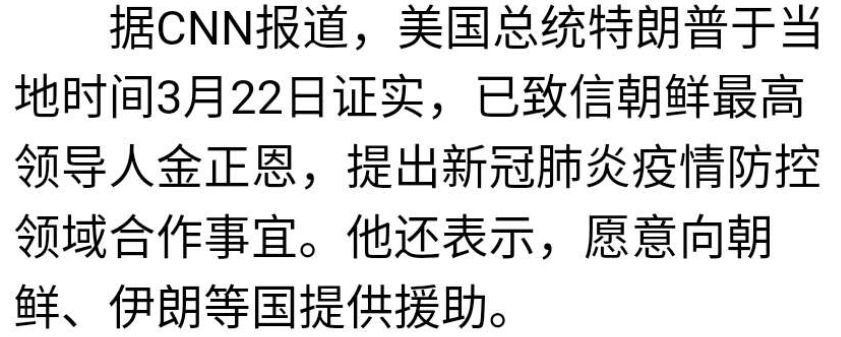 据CNN报道，美国总统特朗普于当
地时间3月22日证实，已致信朝鲜最高
领导人金正恩，提出新冠肺炎疫情防控
领域合作事宜。他还表示，愿意向朝
鲜、伊朗等国提供援助。